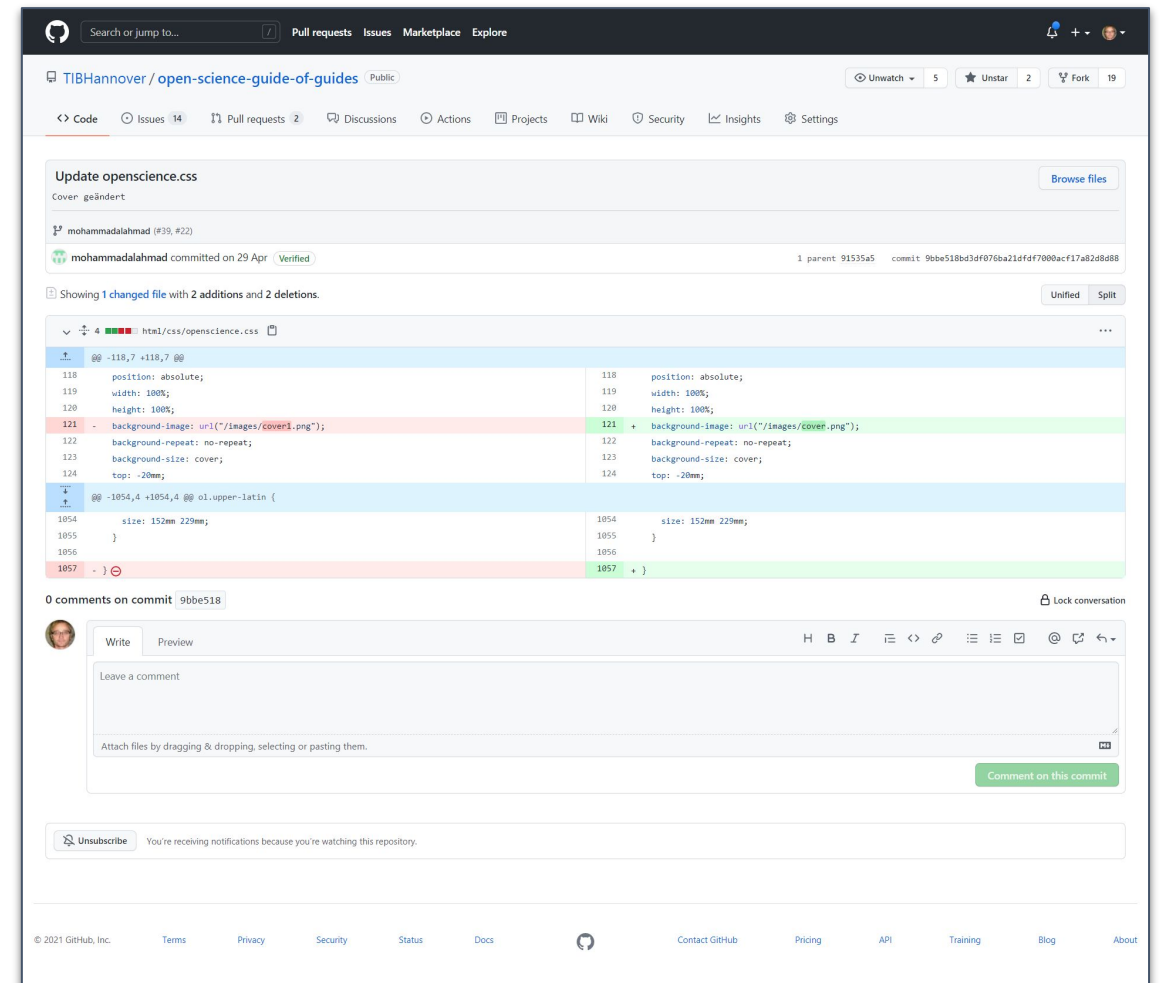 Search or jump to... / Pull requests Issues Marketplace Explore
TIBHannover / open-science-guide-of-guides Public Unwatch 5 Unstar 2 Fork 19
Code Issues 14 Pull requests 2 Discussions Actions Projects Wiki Security Insights Settings
Update openscience.css Browse files
Cover geändert
mohammadalahmad (#39, #22)
mohammadalahmad committed on 29 Apr Verified 1 parent 91535a5 commit 9bbe518bd3df076ba21dfdf7000acf17a82d8d88
Showing 1 changed file with 2 additions and 2 deletions. Unified Split
4 html/css/openscience.css ...
@@ -118,7 +118,7 @@
118 position: absolute; 118 position: absolute;
119 width: 100%; 119 width: 100%;
120 height: 100%; 120 height: 100%;
121 - background-image: url("/images/cover1.png"); 121 + background-image: url("/images/cover.png");
122 background-repeat: no-repeat; 122 background-repeat: no-repeat;
123 background-size: cover; 123 background-size: cover;
124 top: -20mm; 124 top: -20mm;
@@ -1054,4 +1054,4 @@ ol.upper-latin {
1054 size: 152mm 229mm; 1054 size: 152mm 229mm;
1055 } 1055 }
1056 1056
1057 - } 1057 + }
0 comments on commit 9bbe518 Lock conversation
Write Preview H B I
Leave a comment
Attach files by dragging & dropping, selecting or pasting them.
Comment on this commit
Unsubscribe You're receiving notifications because you're watching this repository.
© 2021 GitHub, Inc. Terms Privacy Security Status Docs Contact GitHub Pricing API Training Blog About